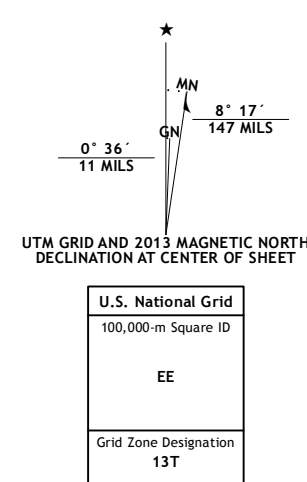 ★
MN
GN
8° 17´
147 MILS
0° 36´
11 MILS
UTM GRID AND 2013 MAGNETIC NORTH
DECLINATION AT CENTER OF SHEET
U.S. National Grid
100,000-m Square ID
EE
Grid Zone Designation
13T